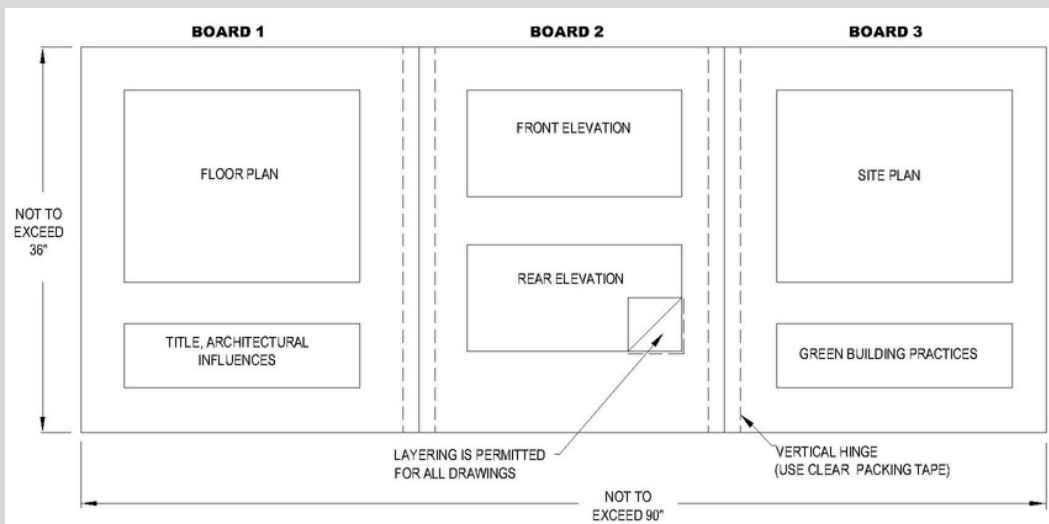 BOARD 1
BOARD 2
BOARD 3
FLOOR PLAN
TITLE, ARCHITECTURAL
INFLUENCES
FRONT ELEVATION
REAR ELEVATION
SITE PLAN
GREEN BUILDING PRACTICES
NOT TO
EXCEED
36"
LAYERING IS PERMITTED
FOR ALL DRAWINGS
VERTICAL HINGE
(USE CLEAR PACKING TAPE)
NOT TO
EXCEED 90"